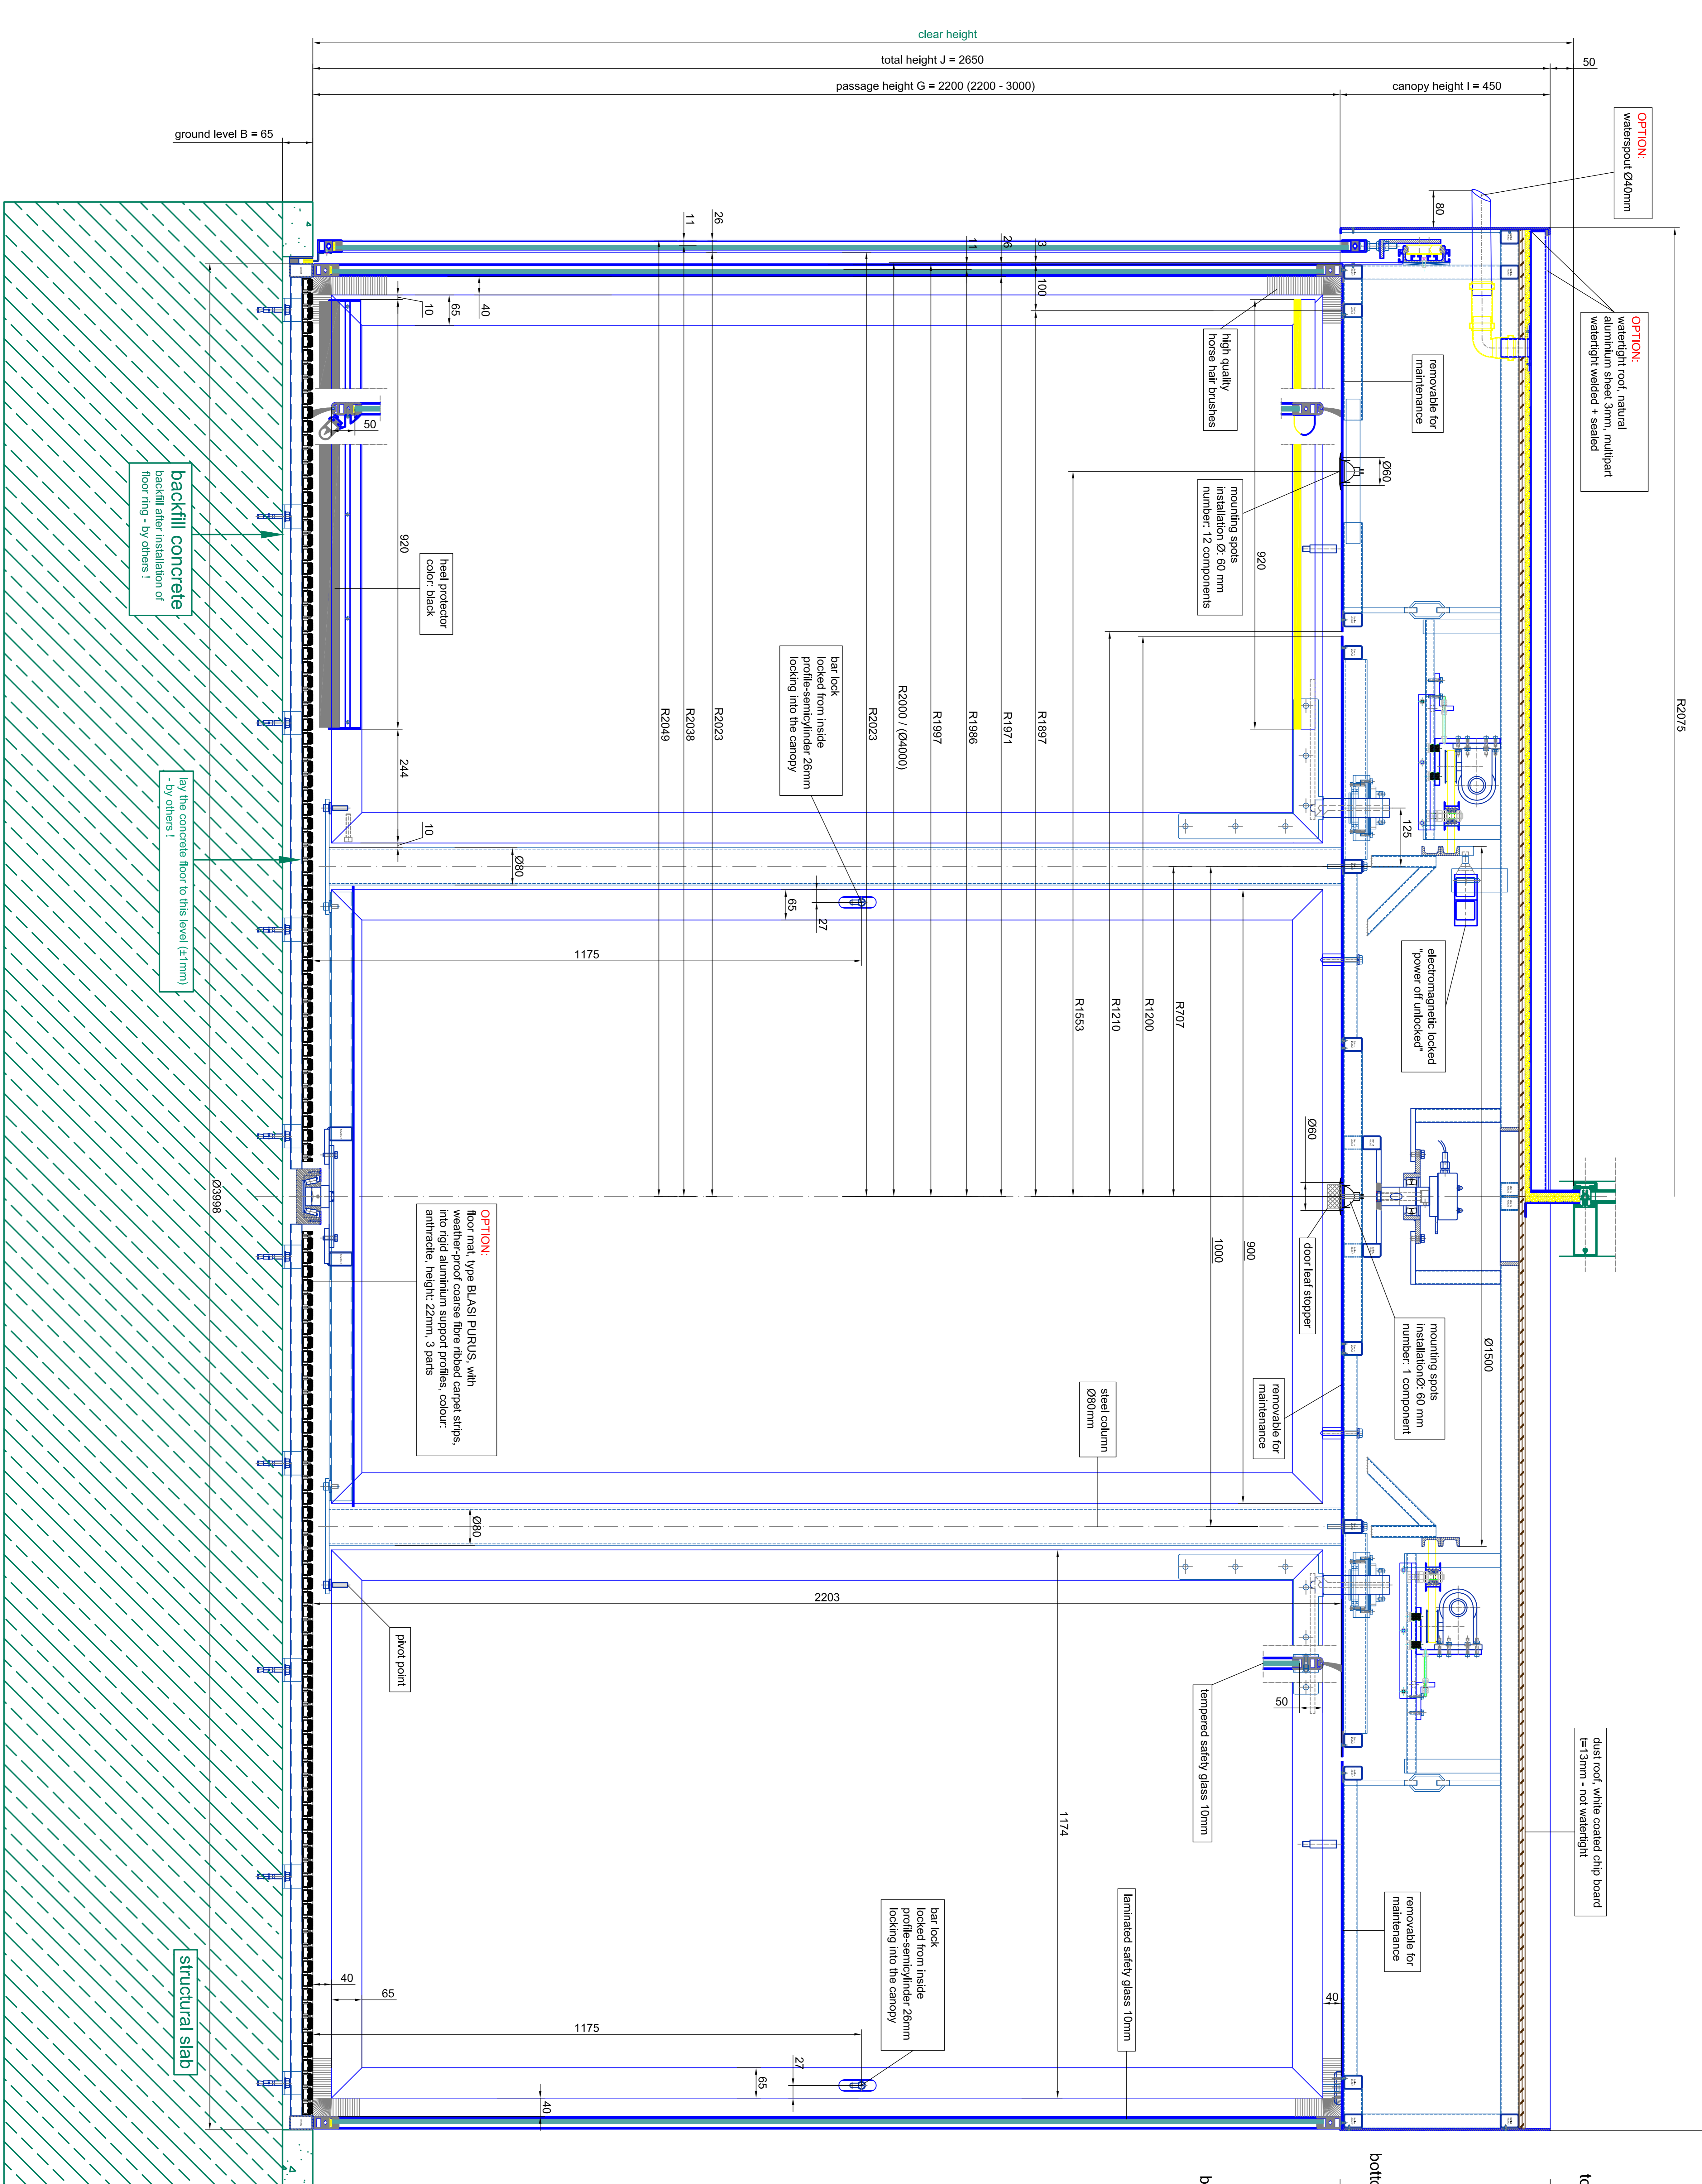 clear height
total height J = 2650
50
passage height G = 2200 (2200 - 3000)
canopy height I = 450
ground level B = 65
OPTION:
waterspout Ø40mm
80
OPTION:
watertight roof, natural
aluminium sheet 3mm, multipart
watertight welded + sealed
R2075
removable for
maintenance
high quality
horse hair brushes
11
26
11
26
3
100
10
65
40
50
Ø60
mounting spots
installation Ø: 60 mm
number: 12 components
920
920
heel protector
color: black
backfill concrete
backfill after installation of
floor ring - by others !
bar lock
locked from inside
profile-semicylinder 26mm
locking into the canopy
R2049
R2038
R2023
R2023
R2000 / (Ø4000)
R1997
R1986
R1971
R1897
R1553
R1210
R1200
R707
244
10
Ø80
125
65
27
1175
lay the concrete floor to this level (±1mm)
- by others !
electromagnetic locked
"power off unlocked"
Ø60
door leaf stopper
900
1000
Ø3998
OPTION:
floor mat, type BLASI PURUS, with
weather-proof coarse fibre ribbed carpet strips,
into rigid aluminium support profiles, colour:
anthracite, height: 22mm, 3 parts
mounting spots
installationØ: 60 mm
number: 1 component
Ø1500
removable for
maintenance
steel column
Ø80mm
Ø80
2203
pivot point
50
tempered safety glass 10mm
1174
dust roof, white coated chip board
t=13mm - not watertight
removable for
maintenance
laminated safety glass 10mm
bar lock
locked from inside
profile-semicylinder 26mm
locking into the canopy
40
65
40
1175
27
65
40
structural slab
to
botto
b